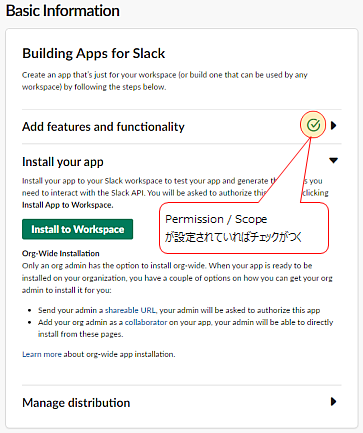 Basic Information
Building Apps for Slack
Create an app that's just for your workspace (or build one that can be used by any
workspace) by following the steps below.
Add features and functionality
Install your app
Install your app to your Slack workspace to test your app and generate the s you
need to interact with the Slack API. You will be asked to authorize this clicking
Install App to Workspace.
Permission / Scope
が設定されていればチェックがつく
Install to Workspace
Org-Wide Installation
Only an org admin has the option to install org-wide. When your app is ready to be
installed on your organization, you have a couple of options on how you can get your org
admin to install it for you:
• Send your admin a shareable URL, your admin will be asked to authorize this app
• Add your org admin as a collaborator on your app, your admin will be able to directly
install from these pages.
Learn more about org-wide app installation.
Manage distribution